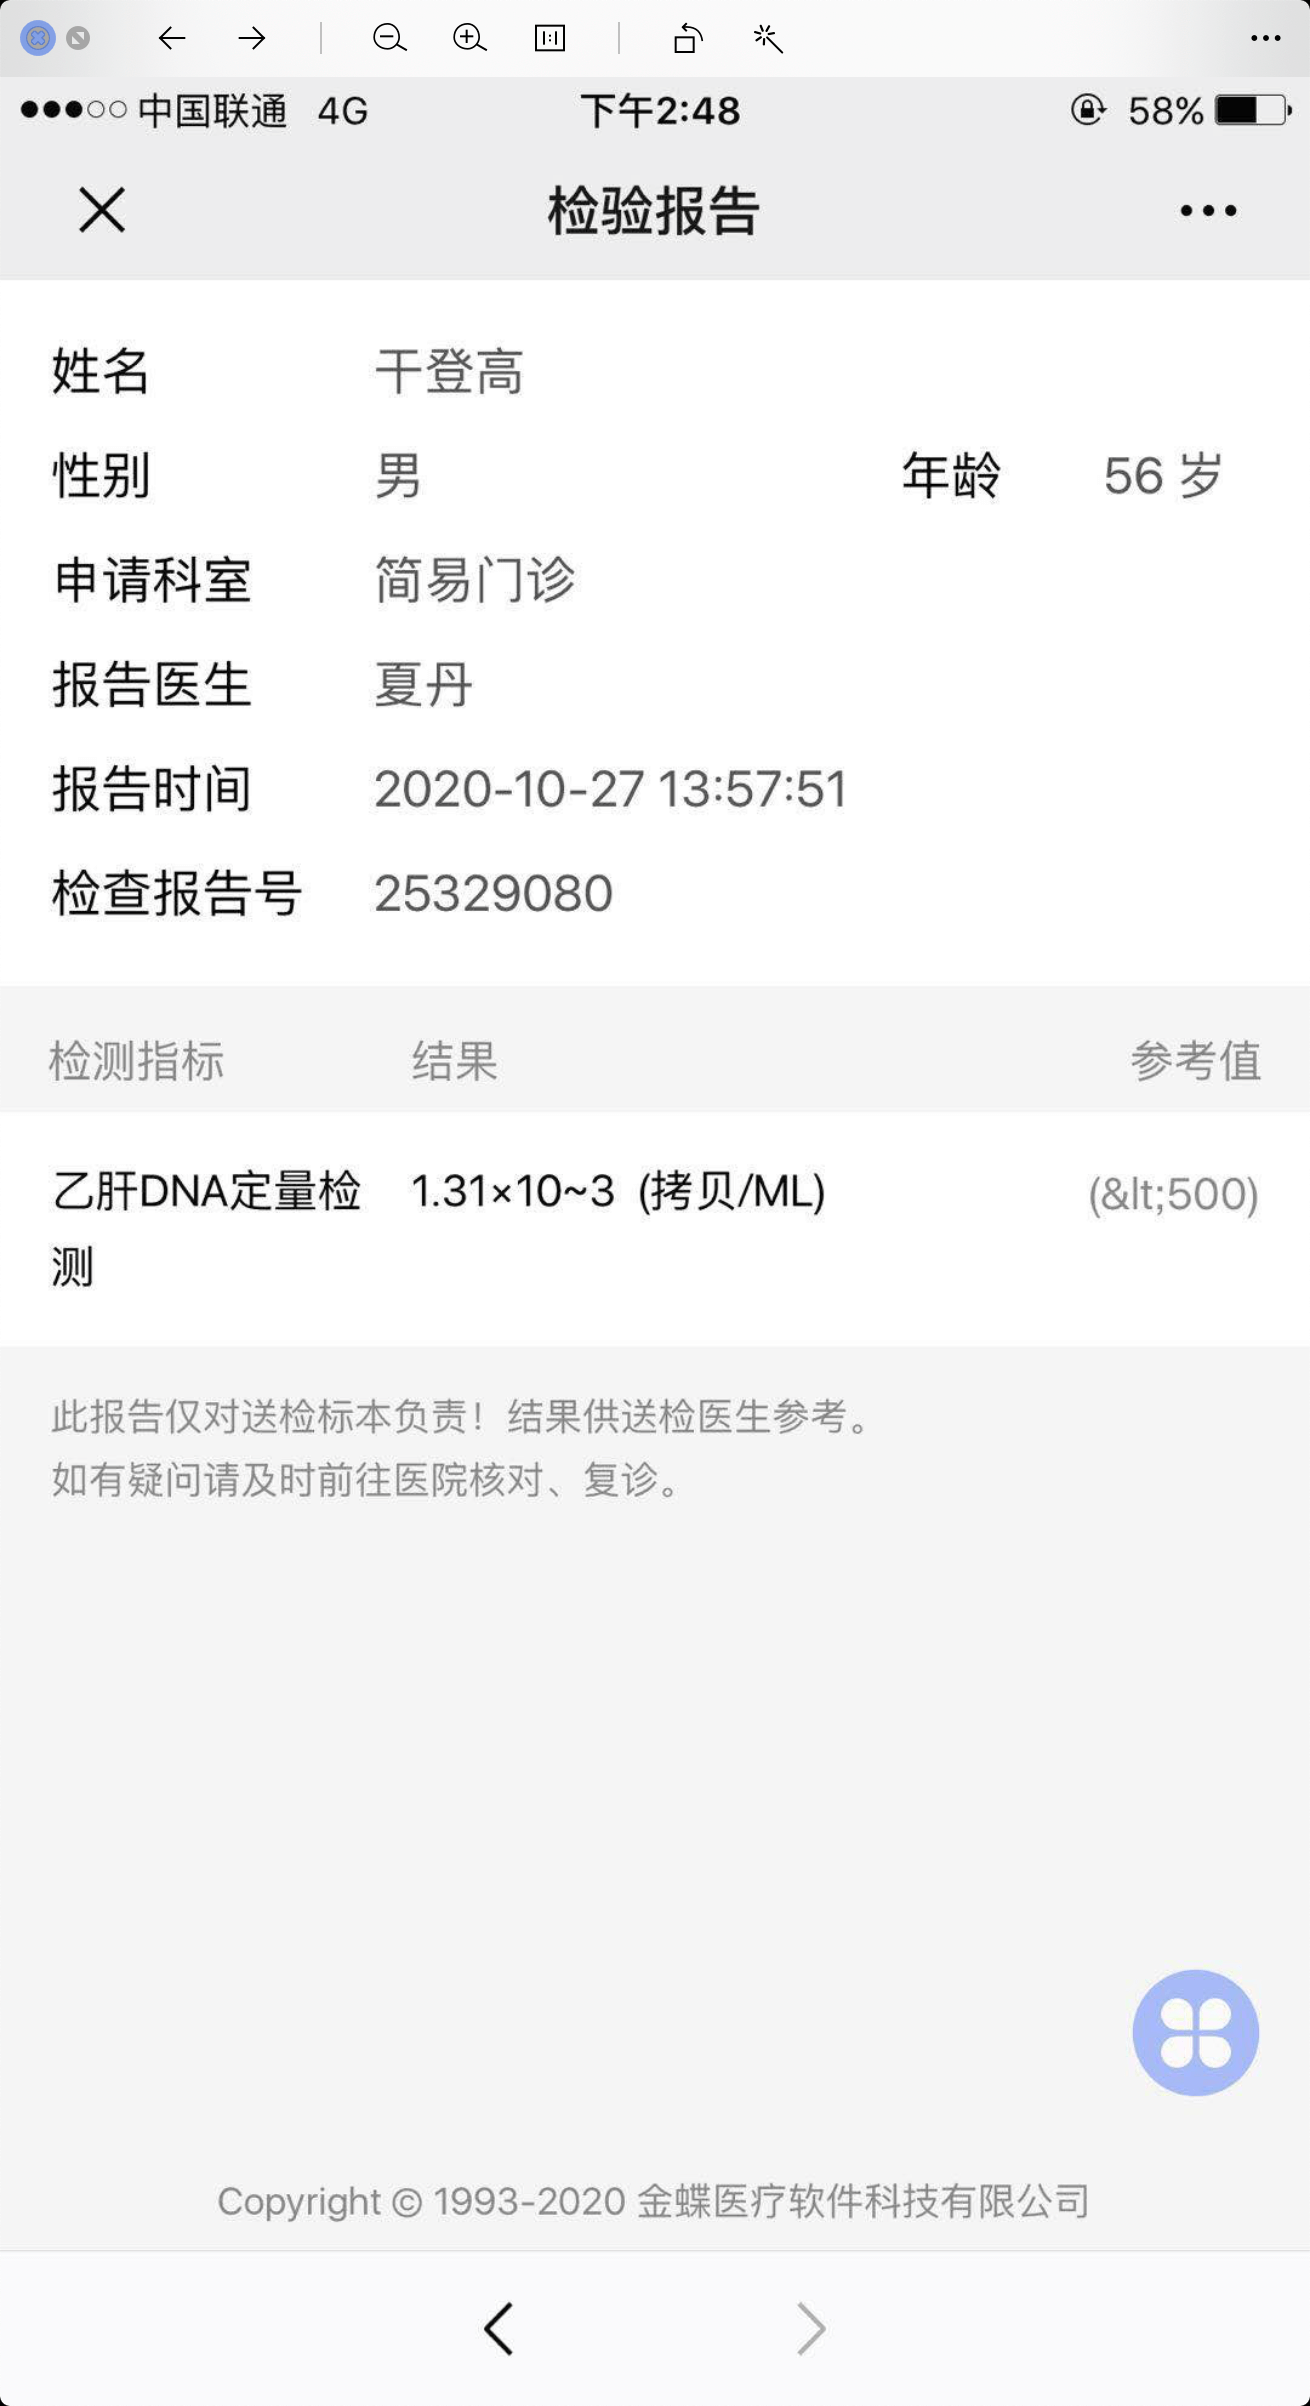 中国联通 4G 下午2:48 58%
检验报告
姓名 干登高
性别 男 年龄 56 岁
申请科室 简易门诊
报告医生 夏丹
报告时间 2020-10-27 13:57:51
检查报告号 25329080
检测指标 结果 参考值
乙肝DNA定量检 1.31×10~3 (拷贝/ML) (&lt;500)
测
此报告仅对送检标本负责！结果供送检医生参考。
如有疑问请及时前往医院核对、复诊。
Copyright © 1993-2020 金蝶医疗软件科技有限公司